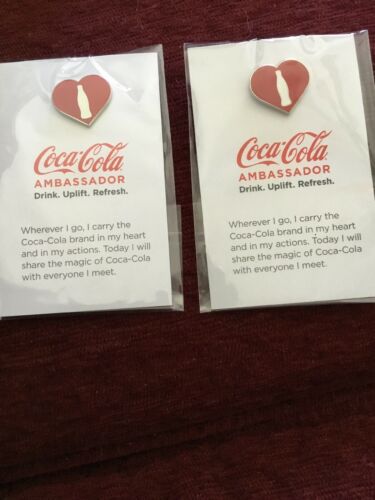 Coca-Cola
AMBASSADOR
Drink. Uplift. Refresh.
Wherever I go, I carry the
Coca-Cola brand in my heart
and in my actions. Today I will
share the magic of Coca-Cola
with everyone I meet.
Coca-Cola
AMBASSADOR
Drink. Uplift. Refresh.
Wherever I go, I carry the
Coca-Cola brand in my heart
and in my actions. Today I will
share the magic of Coca-Cola
with everyone I meet.